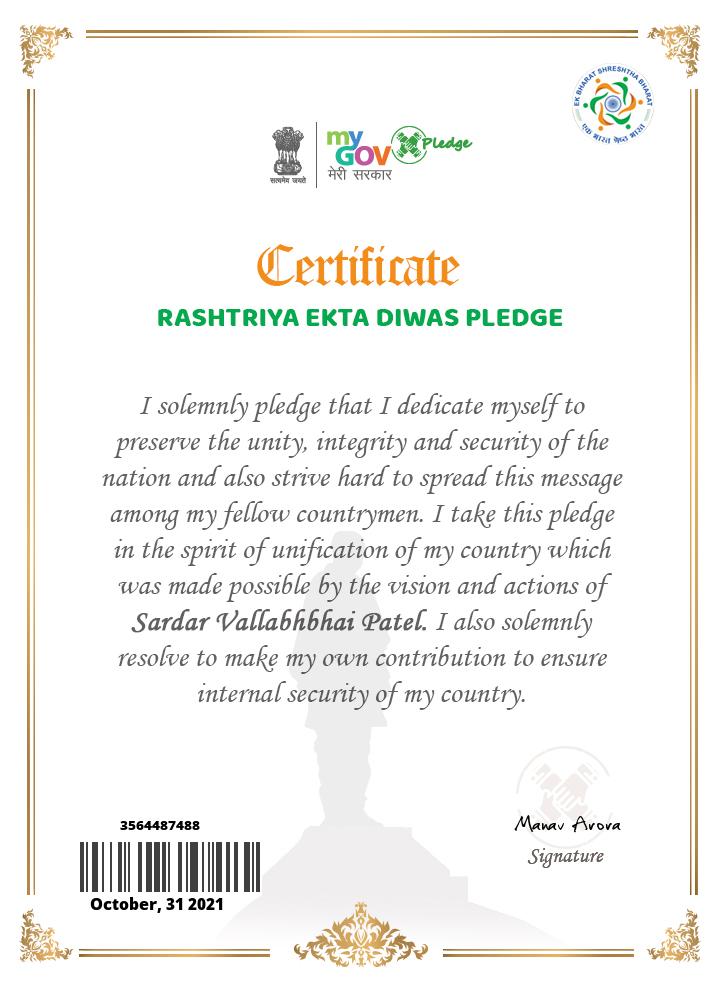 EK BHARAT SHRESHTHA BHARAT
एक भारत श्रेष्ठ भारत
सत्यमेव जयते
my
GOV
मेरी सरकार
Pledge
Certificate
RASHTRIYA EKTA DIWAS PLEDGE
I solemnly pledge that I dedicate myself to
preserve the unity, integrity and security of the
nation and also strive hard to spread this message
among my fellow countrymen. I take this pledge
in the spirit of unification of my country which
was made possible by the vision and actions of
Sardar Vallabhbhai Patel. I also solemnly
resolve to make my own contribution to ensure
internal security of my country.
3564487488
October, 31 2021
Manav Arora
Signature